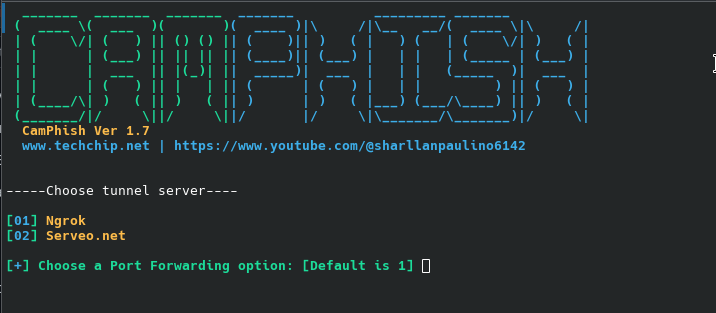 CAMPHISH
CamPhish Ver 1.7
www.techchip.net | https://www.youtube.com/@sharllanpaulino6142
-----Choose tunnel server----
[01] Ngrok
[02] Serveo.net
[+] Choose a Port Forwarding option: [Default is 1]